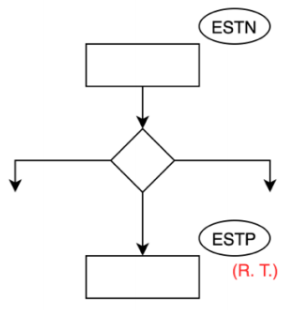 ESTN
ESTP
(R. T.)